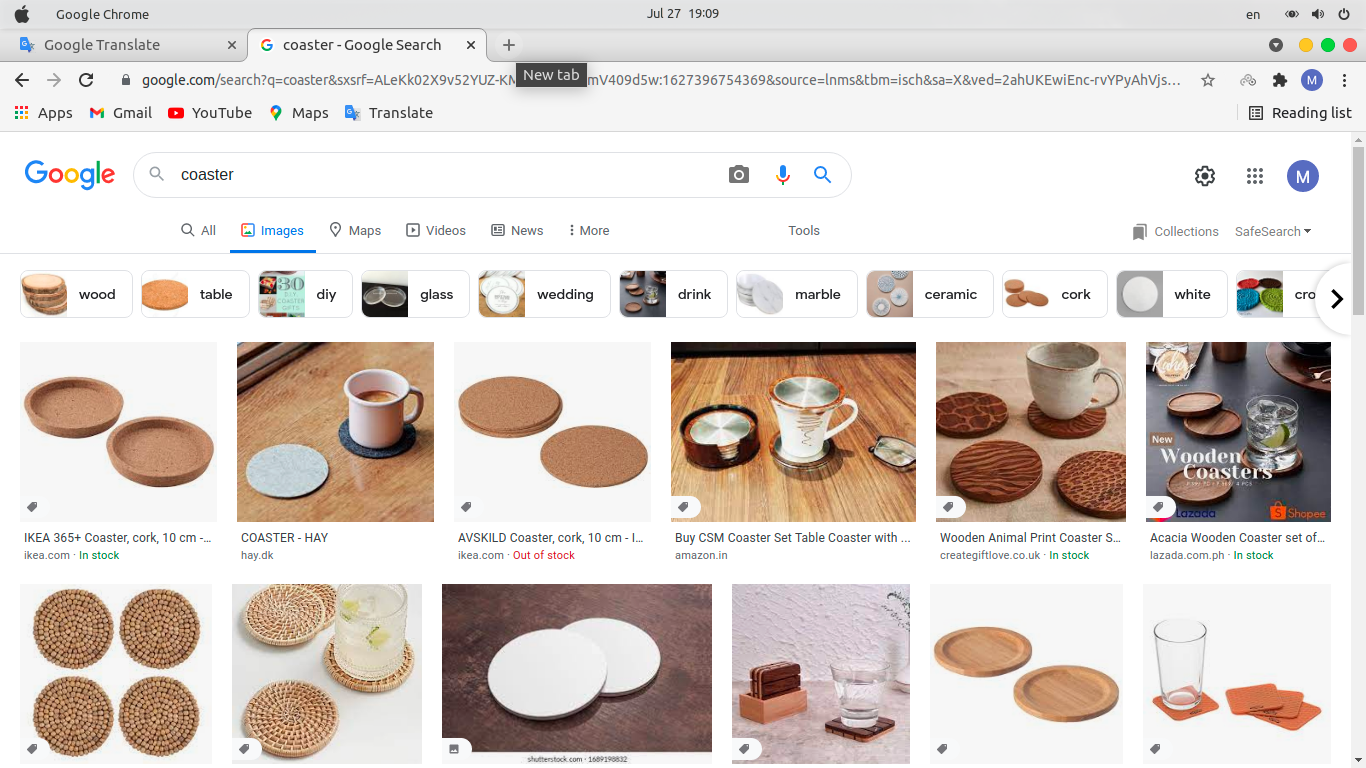 Google Chrome
Jul 27 19:09
en
Google Translate
coaster - Google Search
New tab
google.com/search?q=coaster&sxsrf=ALeKk02X9v52YUZ-KM
mV409d5w:1627396754369&source=lnms&tbm=isch&sa=X&ved=2ahUKEwiEnc-rvYPyAhVjs...
M
Apps
Gmail
YouTube
Maps
Translate
Reading list
Google
coaster
M
All
Images
Maps
Videos
News
More
Tools
Collections
SafeSearch
wood
table
diy
glass
wedding
drink
marble
ceramic
cork
white
cro
30
New
Wooden
Coasters
Lazada
Shopee
IKEA 365+ Coaster, cork, 10 cm -...
ikea.com · In stock
COASTER - HAY
hay.dk
AVSKILD Coaster, cork, 10 cm - I...
ikea.com · Out of stock
Buy CSM Coaster Set Table Coaster with ...
amazon.in
Wooden Animal Print Coaster S...
creategiftlove.co.uk · In stock
Acacia Wooden Coaster set of...
lazada.com.ph · In stock
shutterstock.com · 1689198832